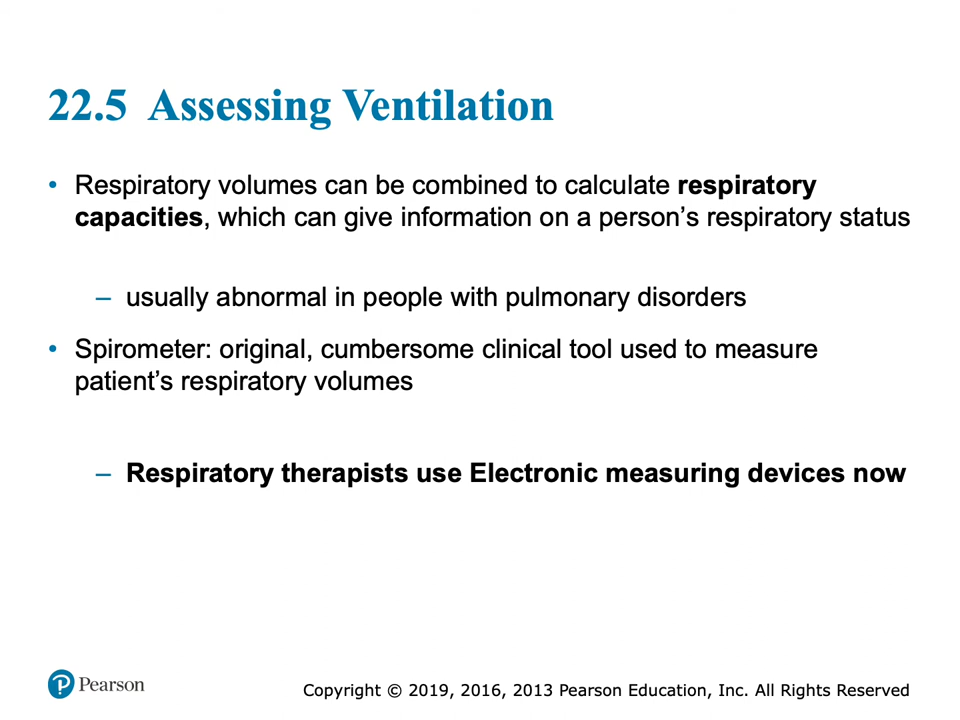 22.5 Assessing Ventilation
• Respiratory volumes can be combined to calculate respiratory
capacities, which can give information on a person’s respiratory status
– usually abnormal in people with pulmonary disorders
• Spirometer: original, cumbersome clinical tool used to measure
patient’s respiratory volumes
– Respiratory therapists use Electronic measuring devices now
P Pearson
Copyright © 2019, 2016, 2013 Pearson Education, Inc. All Rights Reserved